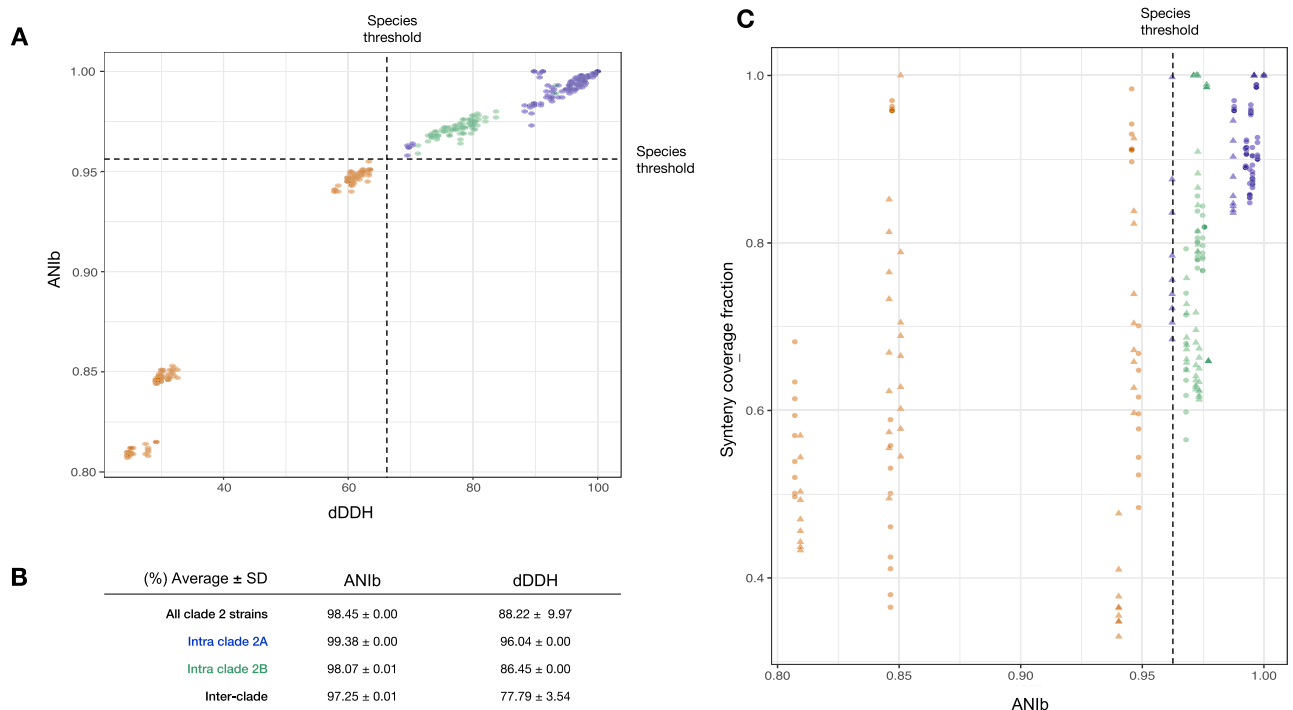 A
Species
threshold
1.00
0.95
0.90
0.85
0.80
ANIb
40
60
80
100
dDDH
Species
threshold
B
(%) Average ± SD ANIb dDDH
All clade 2 strains 98.45 ± 0.00 88.22 ± 9.97
Intra clade 2A 99.38 ± 0.00 96.04 ± 0.00
Intra clade 2B 98.07 ± 0.01 86.45 ± 0.00
Inter-clade 97.25 ± 0.01 77.79 ± 3.54
C
Species
threshold
1.0
0.8
0.6
0.4
Synteny coverage fraction
0.80
0.85
0.90
0.95
1.00
ANIb